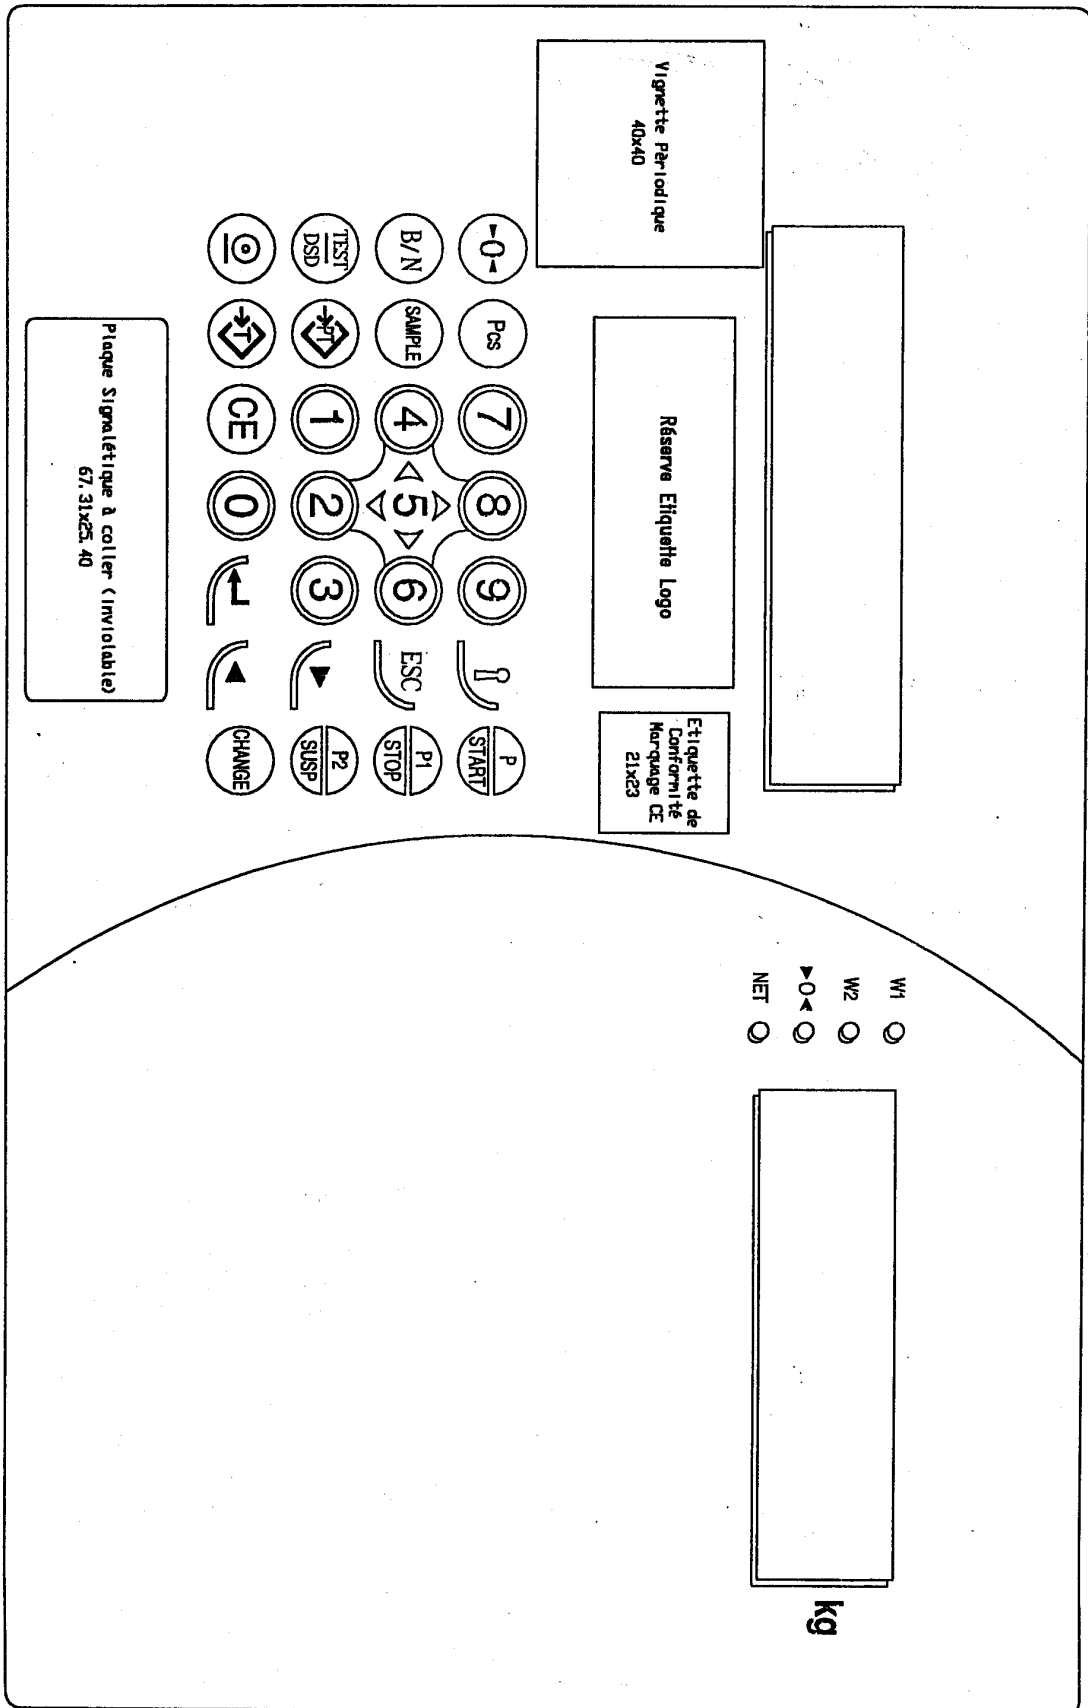 W1
W2
►0◄
NET
kg
Vignette Périodique
40x40
Réserve Etiquette Logo
Etiquette de
Conformité
Marquage CE
21x23
►0◄ Pcs 7 8 9 P START
B/N SAMPLE 4 5 6 ESC P1 STOP
TEST DSD PT 1 2 3 P2 SUSP
T CE 0 CHANGE
Plaque Signalétique à coller (inviolable)
67.31x25.40